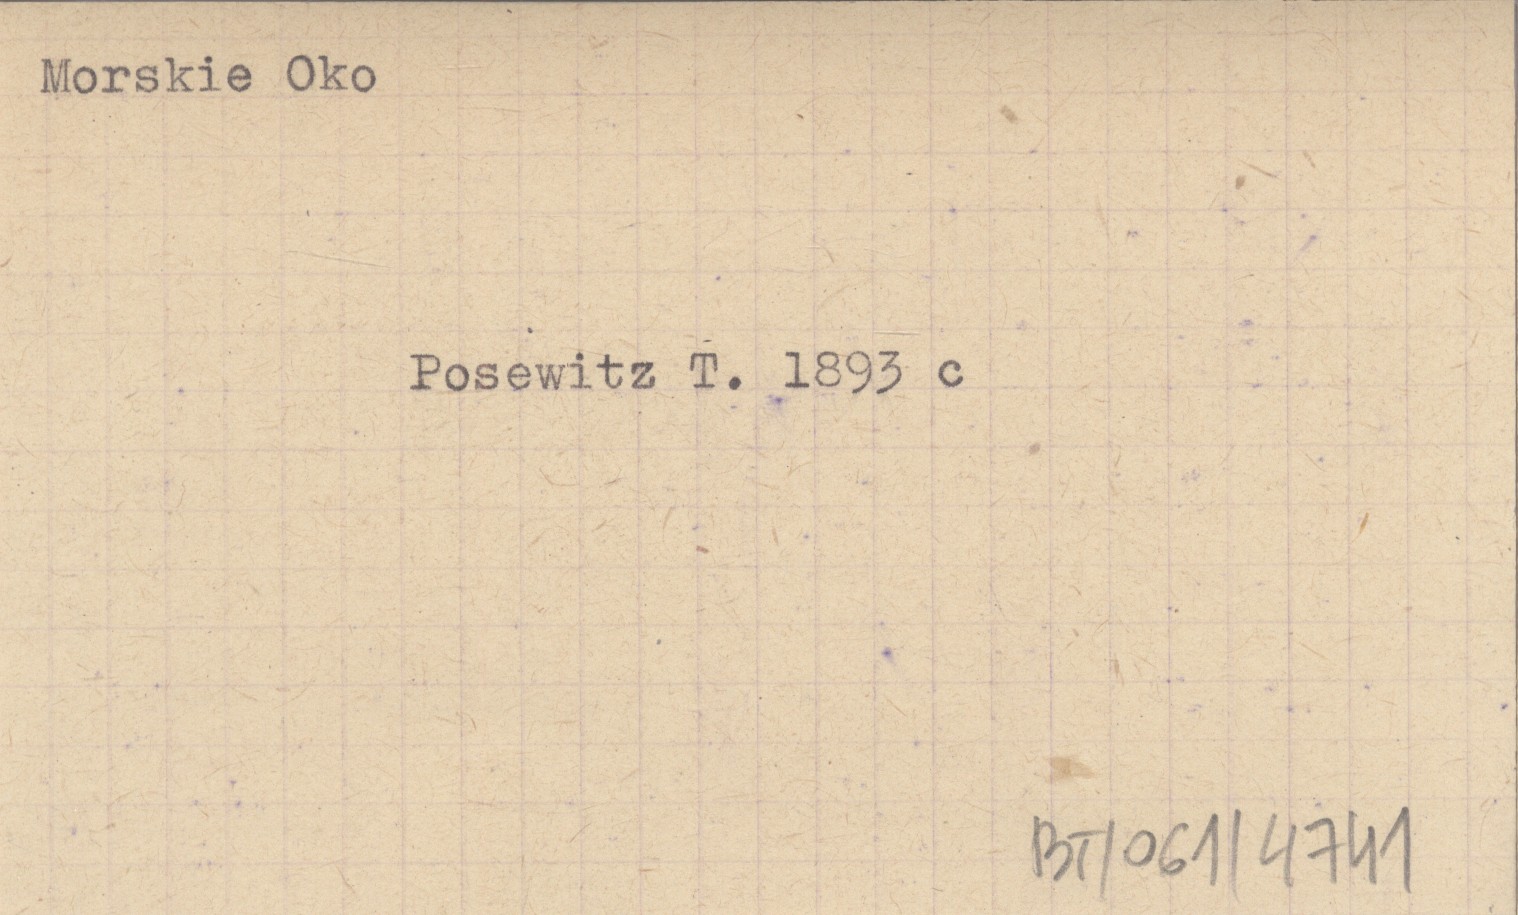 Morskie Oko
Posewitz T. 1893 c
BT/061/4741